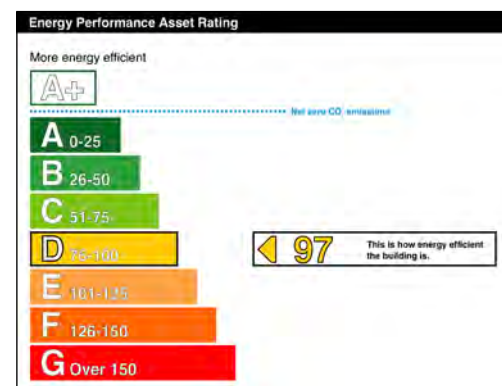 Energy Performance Asset Rating
More energy efficient
A+
Net zero CO₂ emissions
A 0-25
B 26-50
C 51-75
D 76-100
97 This is how energy efficient
the building is.
E 101-125
F 126-150
G Over 150